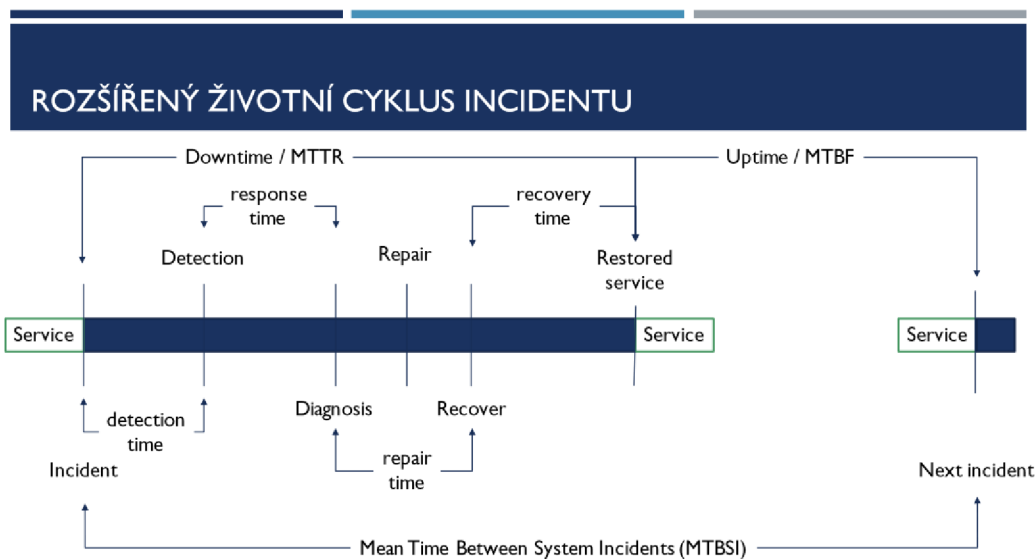 ROZŠÍŘENÝ ŽIVOTNÍ CYKLUS INCIDENTU
Downtime / MTTR
Uptime / MTBF
response
time
recovery
time
Detection
Repair
Restored
service
Service
Service
Service
detection
time
Diagnosis
Recover
repair
time
Incident
Next incident
Mean Time Between System Incidents (MTBSI)